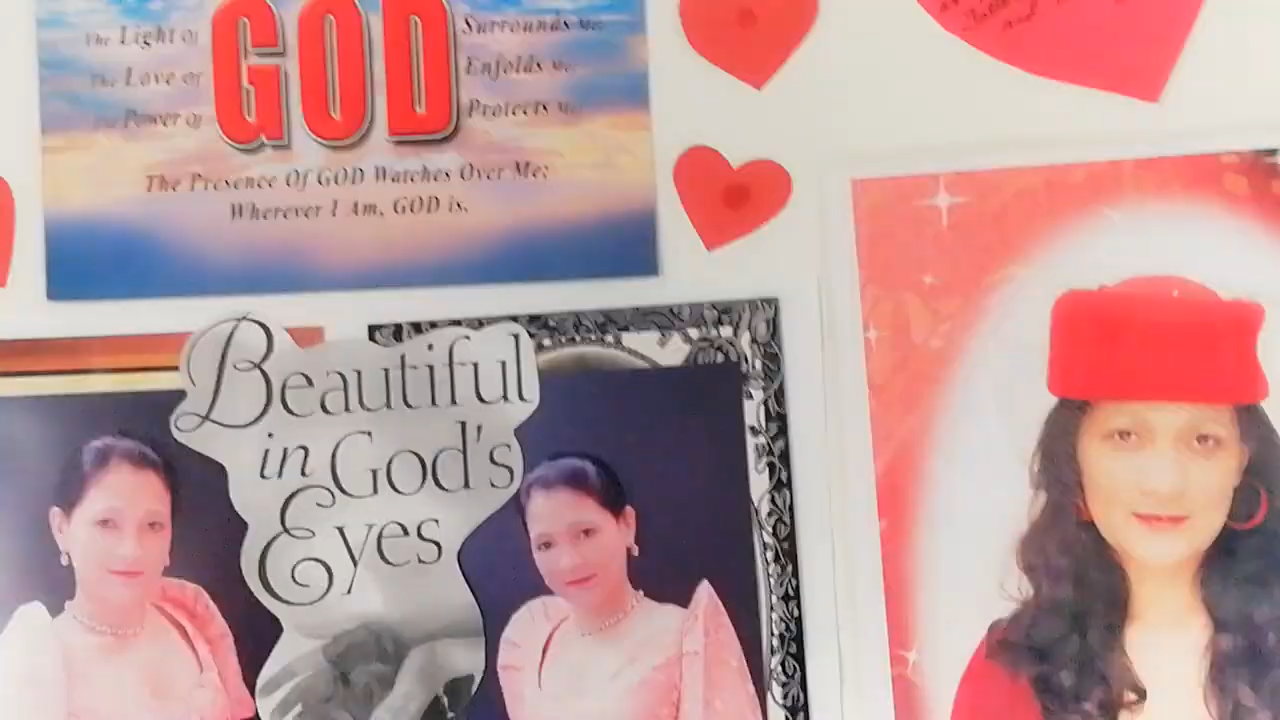 The Light Of GOD Surrounds Me;
The Love Of Enfolds Me;
The Power Of Protects Me;
The Presence Of GOD Watches Over Me;
Wherever I Am, GOD is.
Beautiful
in God's
Eyes
and